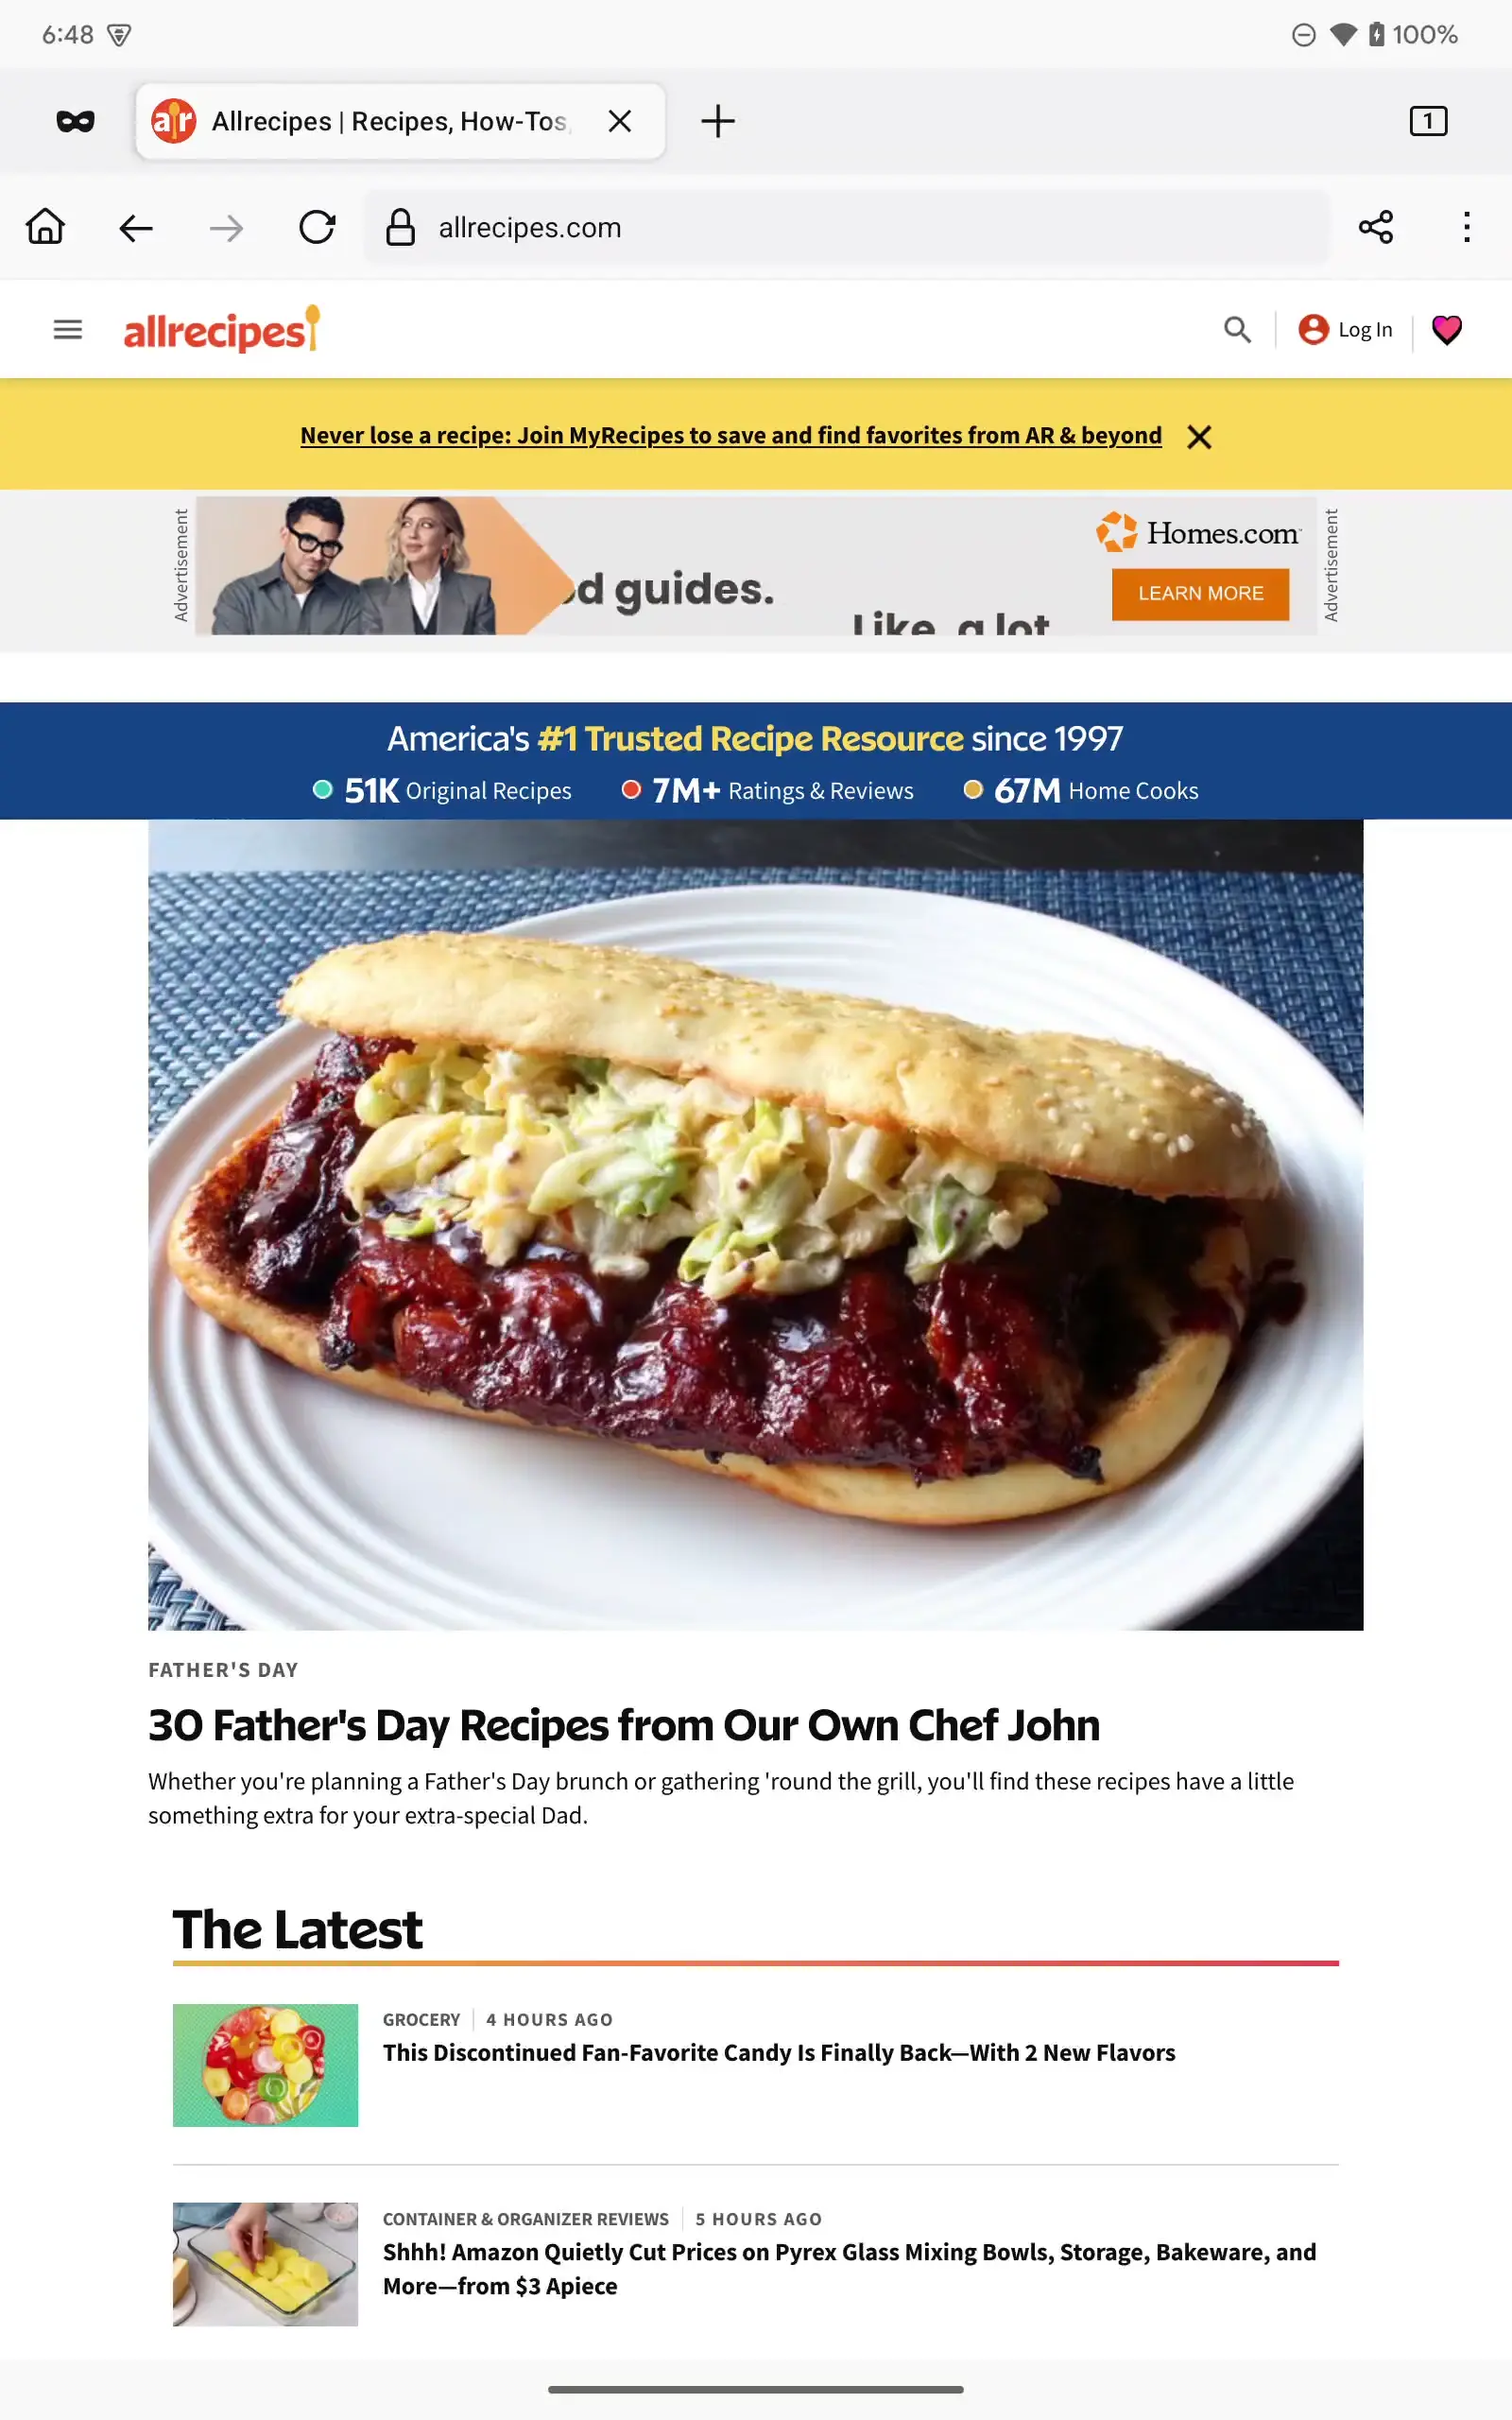 6:48
100%
Allrecipes | Recipes, How-Tos,
1
allrecipes.com
allrecipes
Log In
Never lose a recipe: Join MyRecipes to save and find favorites from AR & beyond
Advertisement
d guides.
Like, a lot
Homes.com
LEARN MORE
Advertisement
America's #1 Trusted Recipe Resource since 1997
51K Original Recipes 7M+ Ratings & Reviews 67M Home Cooks
FATHER'S DAY
30 Father's Day Recipes from Our Own Chef John
Whether you're planning a Father's Day brunch or gathering 'round the grill, you'll find these recipes have a little
something extra for your extra-special Dad.
The Latest
GROCERY 4 HOURS AGO
This Discontinued Fan-Favorite Candy Is Finally Back—With 2 New Flavors
CONTAINER & ORGANIZER REVIEWS 5 HOURS AGO
Shhh! Amazon Quietly Cut Prices on Pyrex Glass Mixing Bowls, Storage, Bakeware, and
More—from $3 Apiece